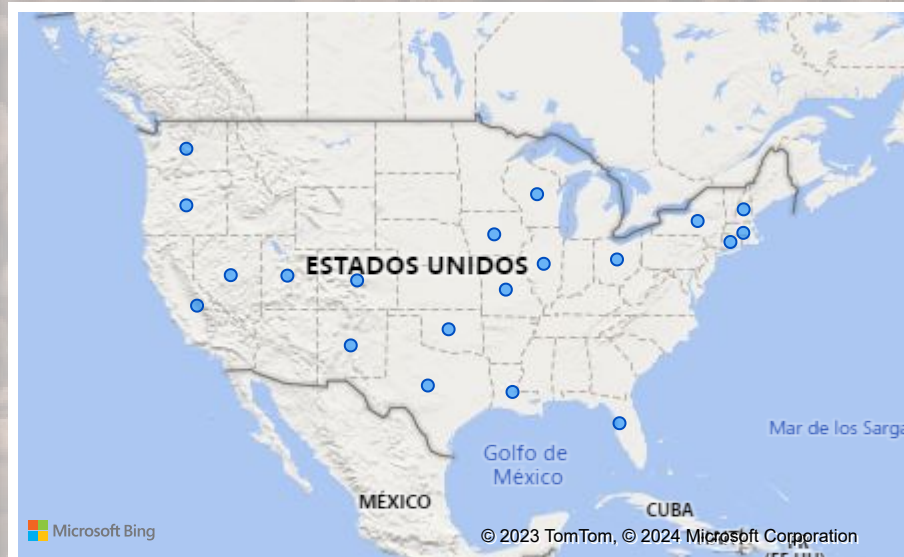 ESTADOS UNIDOS
Mar de los Sarga
Golfo de
México
MÉXICO
CUBA
Microsoft Bing
© 2023 TomTom, © 2024 Microsoft Corporation